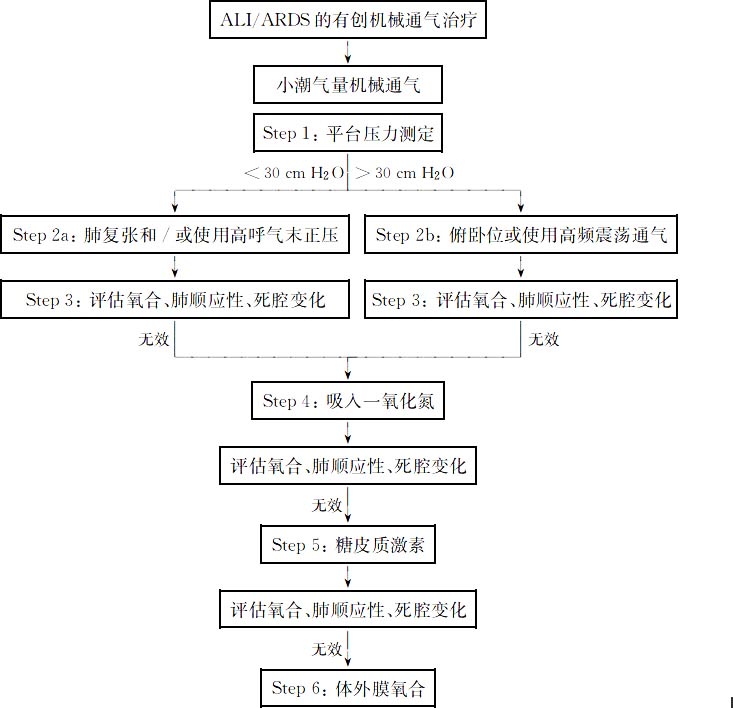 ALI/ARDS的有创机械通气治疗
小潮气量机械通气
Step 1：平台压力测定
＜30 cm H₂O ＞30 cm H₂O
Step 2a：肺复张和/或使用高呼气末正压
Step 2b：俯卧位或使用高频震荡通气
Step 3：评估氧合、肺顺应性、死腔变化
Step 3：评估氧合、肺顺应性、死腔变化
无效
无效
Step 4：吸入一氧化氮
评估氧合、肺顺应性、死腔变化
无效
Step 5：糖皮质激素
评估氧合、肺顺应性、死腔变化
无效
Step 6：体外膜氧合